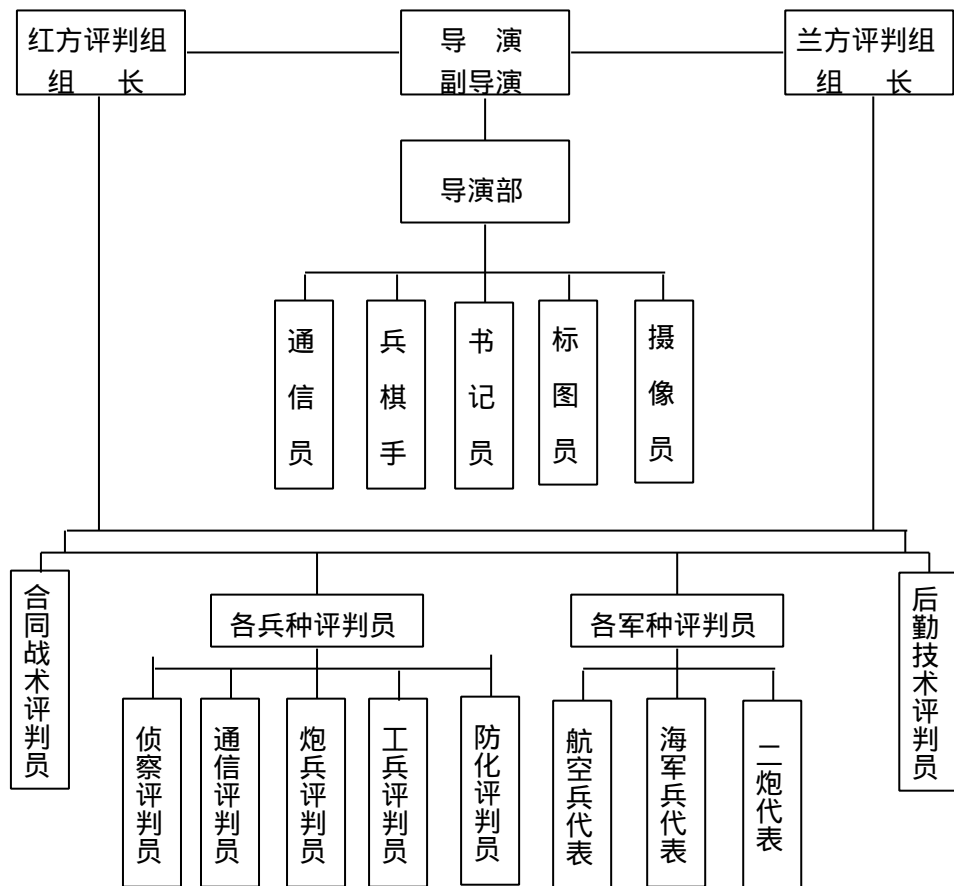 红方评判组
组 长
导 演
副导演
兰方评判组
组 长
导演部
通信员
兵棋手
书记员
标图员
摄像员
合同战术评判员
各兵种评判员
各军种评判员
后勤技术评判员
侦察评判员
通信评判员
炮兵评判员
工兵评判员
防化评判员
航空兵代表
海军兵代表
二炮代表